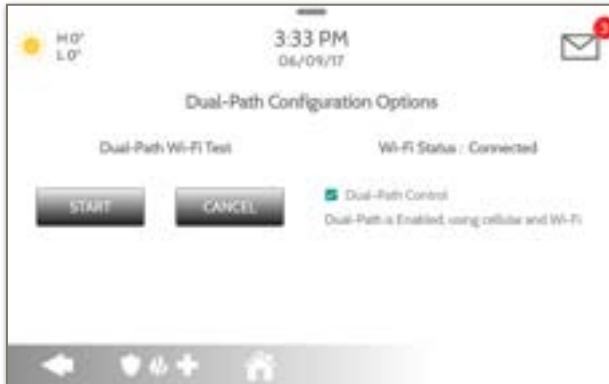 H 0°
L 0°
3:33 PM
06/09/17
3
Dual-Path Configuration Options
Dual-Path Wi-Fi Test
Wi-Fi Status : Connected
START
CANCEL
Dual-Path Control
Dual-Path is Enabled, using cellular and Wi-Fi